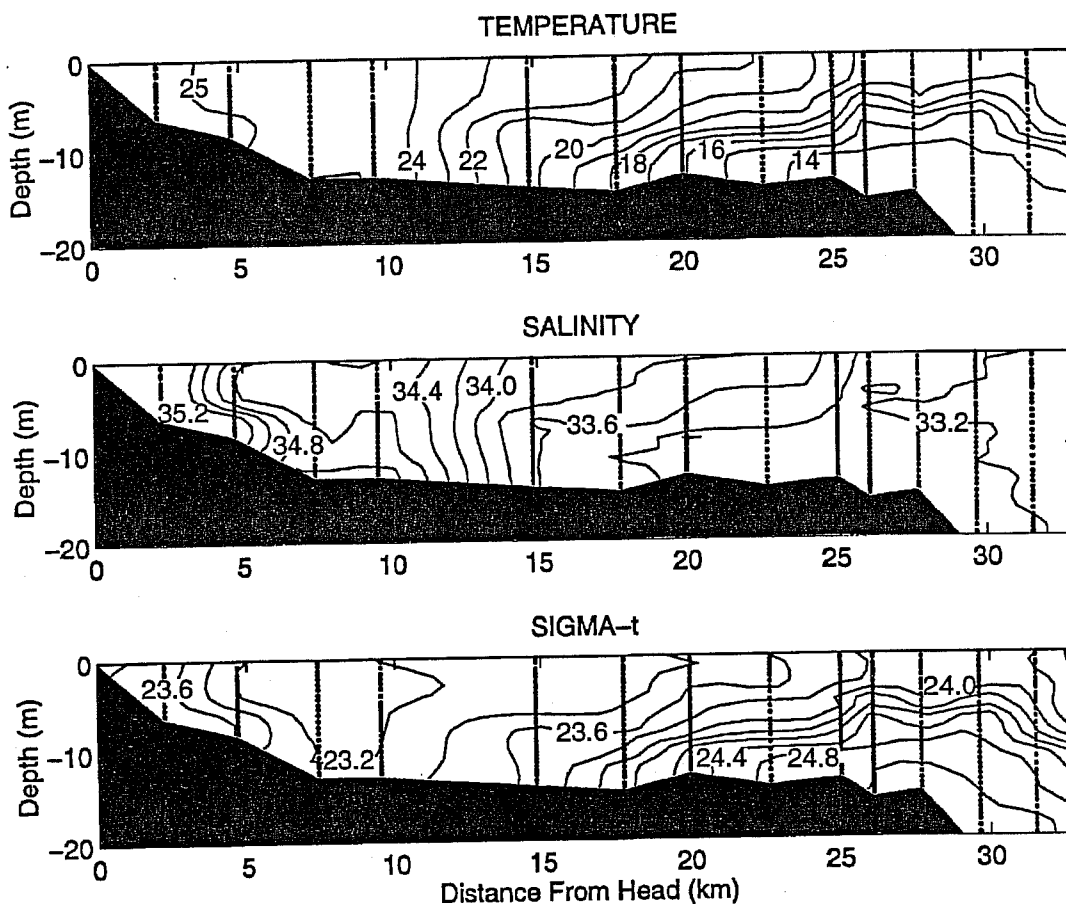 TEMPERATURE
0
25
24
22
20
18
16
14
-10
-20
Depth (m)
0 5 10 15 20 25 30
SALINITY
0
35.2
34.8
34.4
34.0
33.6
33.2
-10
-20
Depth (m)
0 5 10 15 20 25 30
SIGMA-t
0
23.6
23.2
23.6
24.4
24.8
24.0
-10
-20
Depth (m)
0 5 10 15 20 25 30
Distance From Head (km)